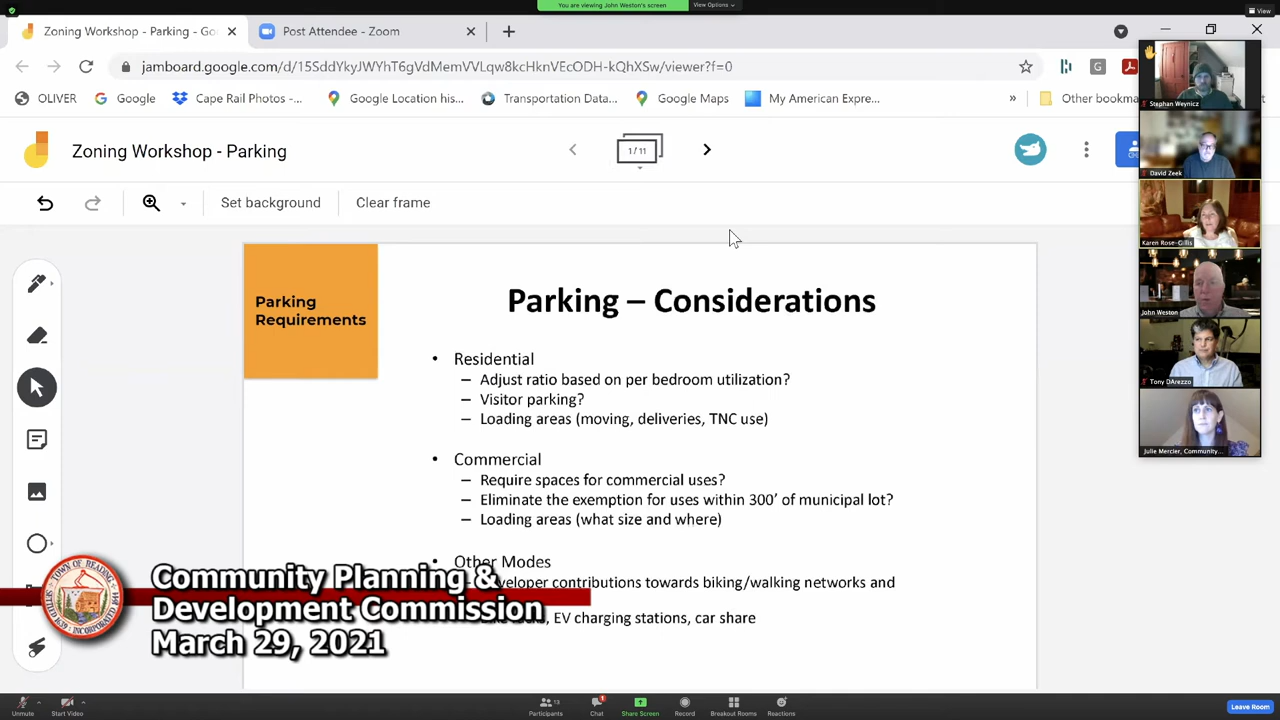 You are viewing John Weston's screen
View Options
View
Zoning Workshop - Parking - Go
Post Attendee - Zoom
jamboard.google.com/d/15SddYkyJWYhT6gVdMwnVVLqw8kcHknVEcODH-kQhXSw/viewer?f=0
OLIVER
Google
Cape Rail Photos -...
Google Location his...
Transportation Data...
Google Maps
My American Expre...
»
Other bookma
Zoning Workshop - Parking
1 / 11
Set background
Clear frame
Stephan Weynicz
David Zeek
Karen Rose-Gillis
John Weston
Tony DArezzo
Julie Mercier, Community...
Parking
Requirements
Parking – Considerations
• Residential
– Adjust ratio based on per bedroom utilization?
– Visitor parking?
– Loading areas (moving, deliveries, TNC use)
• Commercial
– Require spaces for commercial uses?
– Eliminate the exemption for uses within 300' of municipal lot?
– Loading areas (what size and where)
• Other Modes
contributions towards biking/walking networks and
EV charging stations, car share
TOWN OF READING
Community Planning &
Development Commission
March 29, 2021
Unmute
Start Video
Participants
13
Chat
1
Share Screen
Record
Breakout Rooms
Reactions
Leave Room